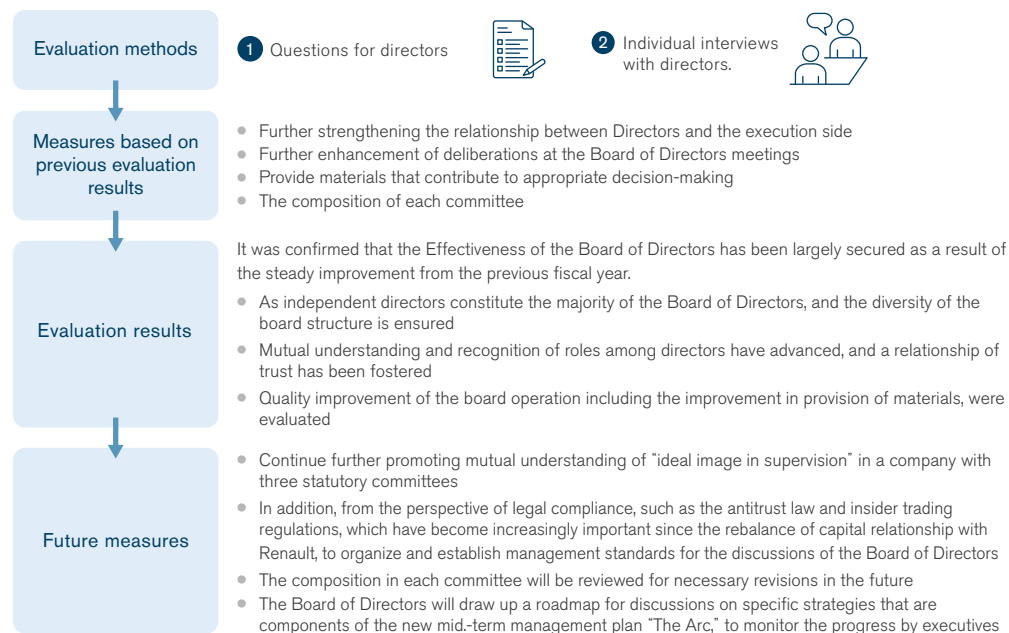 Evaluation methods
1 Questions for directors
2 Individual interviews
with directors.
Measures based on
previous evaluation
results
Further strengthening the relationship between Directors and the execution side
Further enhancement of deliberations at the Board of Directors meetings
Provide materials that contribute to appropriate decision-making
The composition of each committee
Evaluation results
It was confirmed that the Effectiveness of the Board of Directors has been largely secured as a result of
the steady improvement from the previous fiscal year.
As independent directors constitute the majority of the Board of Directors, and the diversity of the
board structure is ensured
Mutual understanding and recognition of roles among directors have advanced, and a relationship of
trust has been fostered
Quality improvement of the board operation including the improvement in provision of materials, were
evaluated
Future measures
Continue further promoting mutual understanding of "ideal image in supervision" in a company with
three statutory committees
In addition, from the perspective of legal compliance, such as the antitrust law and insider trading
regulations, which have become increasingly important since the rebalance of capital relationship with
Renault, to organize and establish management standards for the discussions of the Board of Directors
The composition in each committee will be reviewed for necessary revisions in the future
The Board of Directors will draw up a roadmap for discussions on specific strategies that are
components of the new mid.-term management plan "The Arc," to monitor the progress by executives